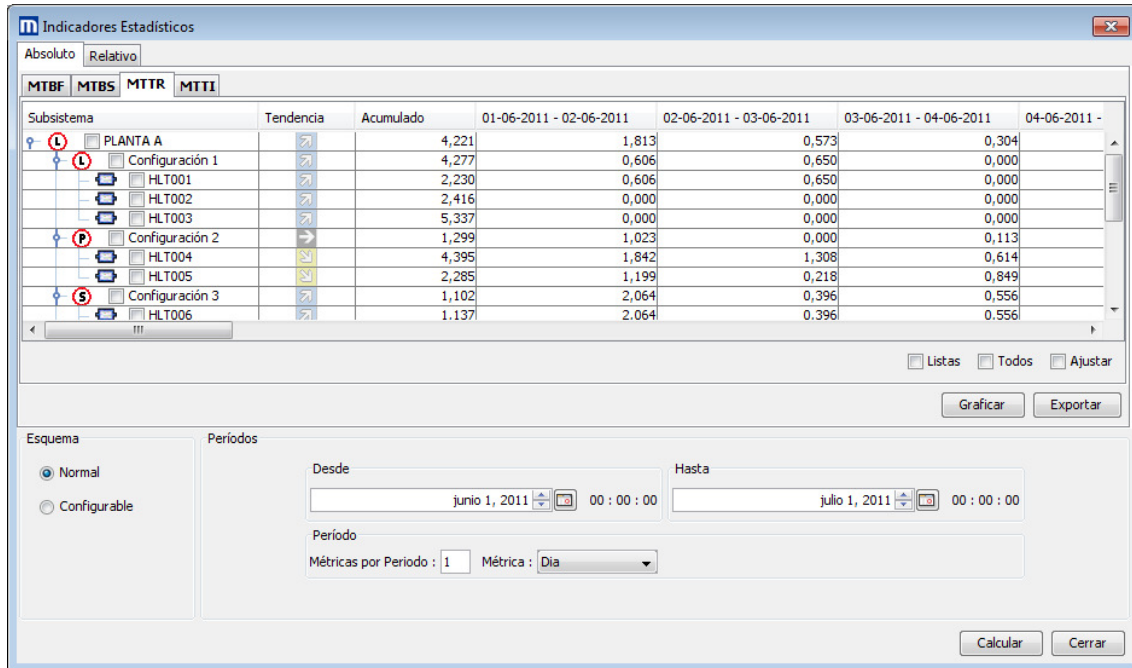 m Indicadores Estadísticos
Absoluto Relativo
MTBF MTBS MTTR MTTI
Subsistema Tendencia Acumulado 01-06-2011 - 02-06-2011 02-06-2011 - 03-06-2011 03-06-2011 - 04-06-2011 04-06-2011 -
L PLANTA A 4,221 1,813 0,573 0,304
L Configuración 1 4,277 0,606 0,650 0,000
HLT001 2,230 0,606 0,650 0,000
HLT002 2,416 0,000 0,000 0,000
HLT003 5,337 0,000 0,000 0,000
P Configuración 2 1,299 1,023 0,000 0,113
HLT004 4,395 1,842 1,308 0,614
HLT005 2,285 1,199 0,218 0,849
S Configuración 3 1,102 2,064 0,396 0,556
HLT006 1,137 2,064 0,396 0,556
Listas Todos Ajustar
Graficar Exportar
Esquema Períodos
Normal
Configurable
Desde Hasta
junio 1, 2011 00 : 00 : 00 julio 1, 2011 00 : 00 : 00
Período
Métricas por Periodo : 1 Métrica : Dia
Calcular Cerrar